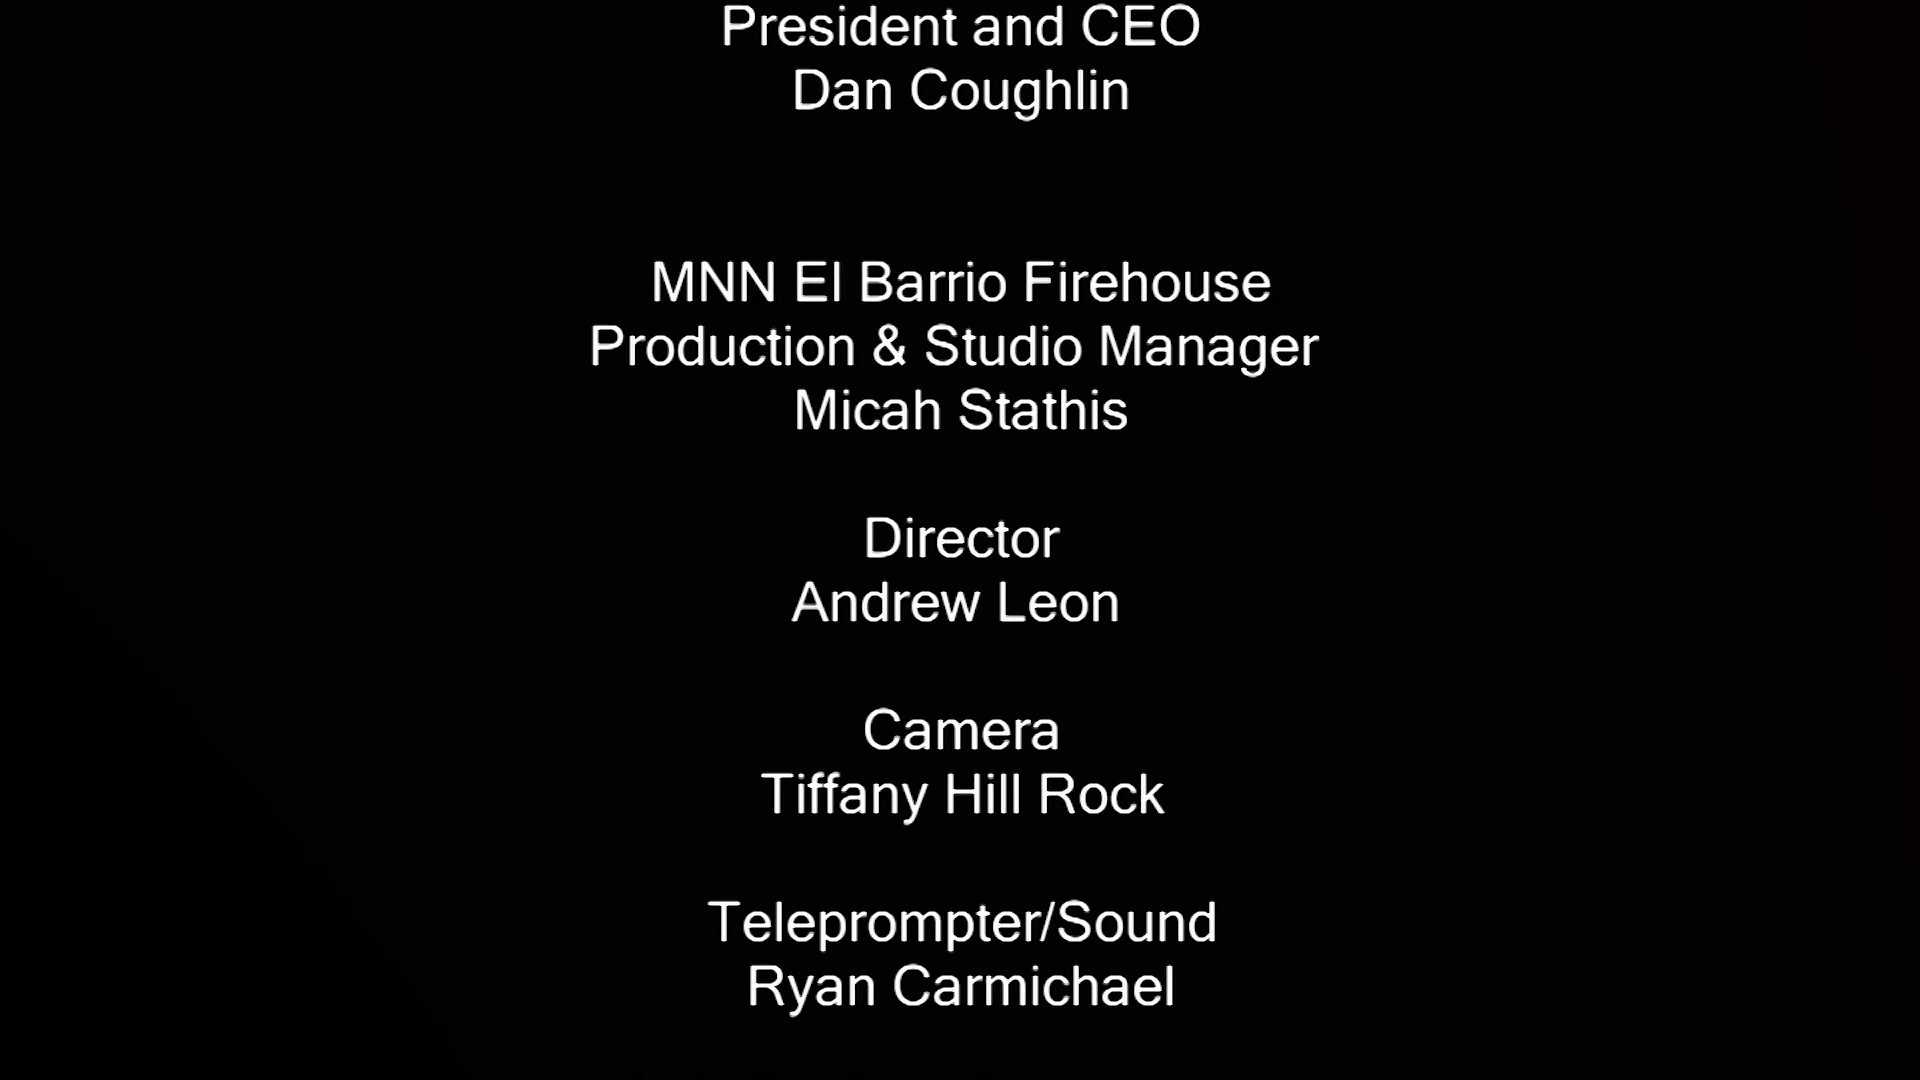 President and CEO
Dan Coughlin
MNN El Barrio Firehouse
Production & Studio Manager
Micah Stathis
Director
Andrew Leon
Camera
Tiffany Hill Rock
Teleprompter/Sound
Ryan Carmichael